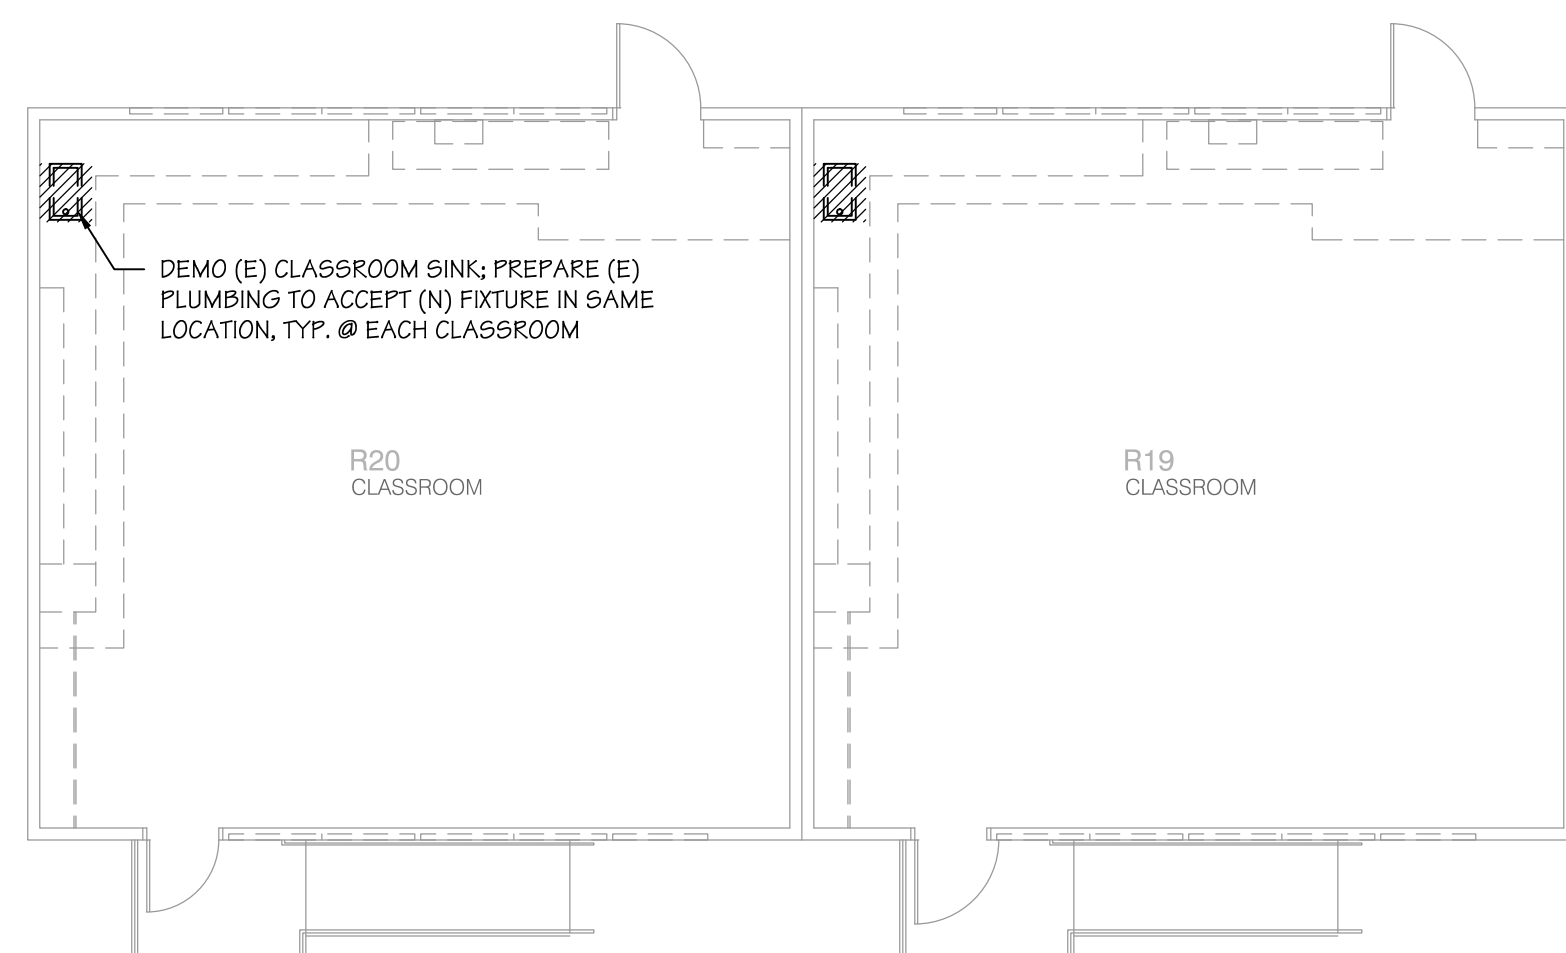 DEMO (E) CLASSROOM SINK; PREPARE (E)
PLUMBING TO ACCEPT (N) FIXTURE IN SAME
LOCATION, TYP. @ EACH CLASSROOM
R20
CLASSROOM
R19
CLASSROOM